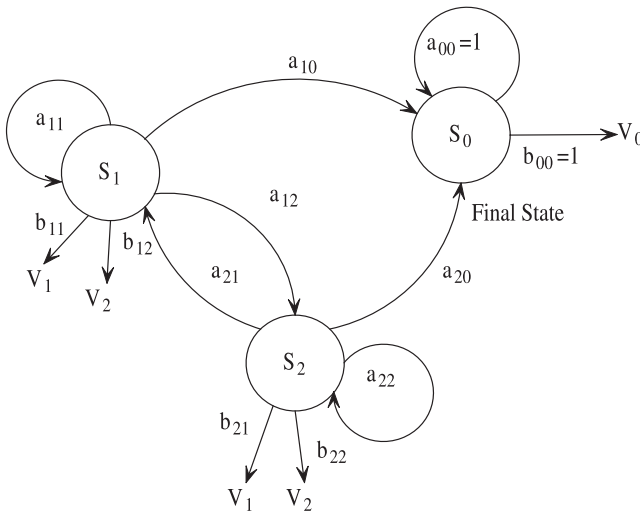 a00=1
a10
S0
V0
b00=1
a11
S1
a12
Final State
b11
b12
a21
a20
V1
V2
S2
a22
b21
b22
V1
V2